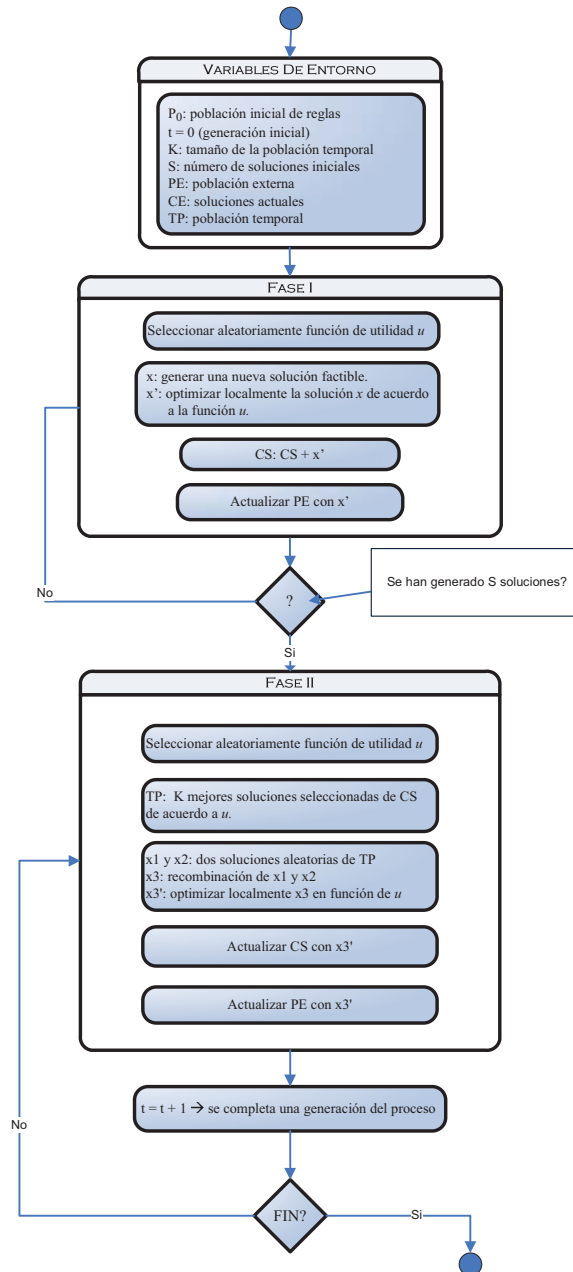 VARIABLES DE ENTORNO
P0: población inicial de reglas
t = 0 (generación inicial)
K: tamaño de la población temporal
S: número de soluciones iniciales
PE: población externa
CE: soluciones actuales
TP: población temporal
FASE I
Seleccionar aleatoriamente función de utilidad u
x: generar una nueva solución factible.
x’: optimizar localmente la solución x de acuerdo
a la función u.
CS: CS + x’
Actualizar PE con x’
No
?
Se han generado S soluciones?
Si
FASE II
Seleccionar aleatoriamente función de utilidad u
TP: K mejores soluciones seleccionadas de CS
de acuerdo a u.
x1 y x2: dos soluciones aleatorias de TP
x3: recombinación de x1 y x2
x3': optimizar localmente x3 en función de u
Actualizar CS con x3'
Actualizar PE con x3'
t = t + 1 → se completa una generación del proceso
No
FIN?
Si